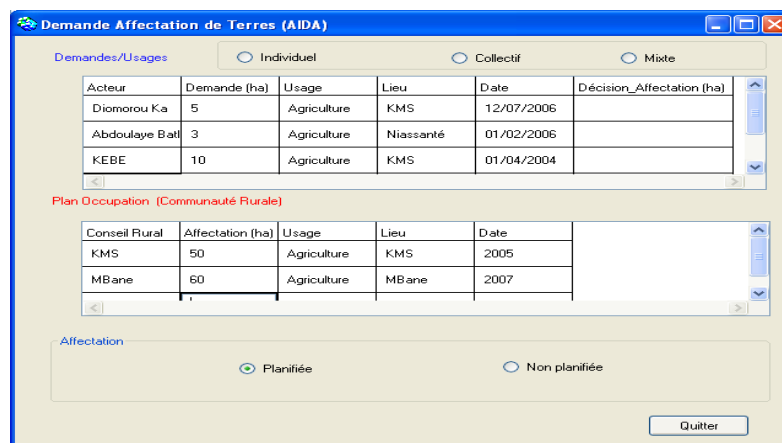 Demande Affectation de Terres (AIDA)
Demandes/Usages Individuel Collectif Mixte
Acteur Demande (ha) Usage Lieu Date Décision_Affectation (ha)
Diomorou Ka 5 Agriculture KMS 12/07/2006
Abdoulaye Batl 3 Agriculture Niassanté 01/02/2006
KEBE 10 Agriculture KMS 01/04/2004
Plan Occupation (Communauté Rurale)
Conseil Rural Affectation (ha) Usage Lieu Date
KMS 50 Agriculture KMS 2005
MBane 60 Agriculture MBane 2007
Affectation
Planifiée Non planifiée
Quitter